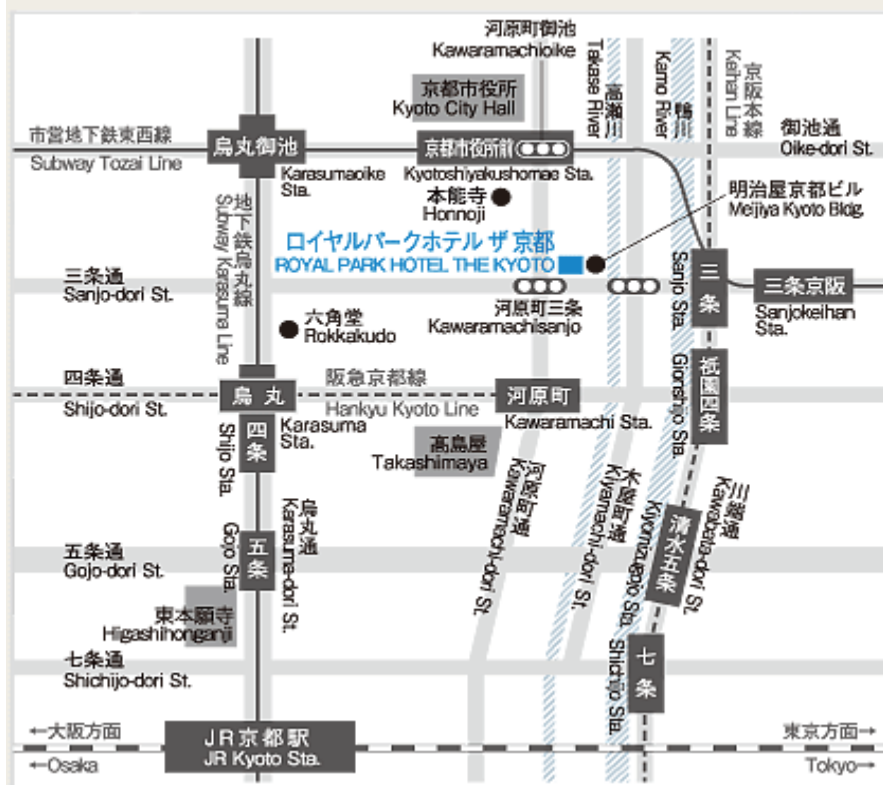 河原町御池
Kawaramachioike
京都市役所
Kyoto City Hall
高瀬川
Takase River
鴨川
Kamo River
京阪本線
Keihan Line
御池通
Oike-dori St.
市営地下鉄東西線
Subway Tozai Line
烏丸御池
Karasumaoike
Sta.
京都市役所前
Kyotoshiyakushomae Sta.
本能寺
Honnoji
明治屋京都ビル
Meijiya Kyoto Bldg.
地下鉄烏丸線
Subway Karasuma Line
ロイヤルパークホテル ザ 京都
ROYAL PARK HOTEL THE KYOTO
三条通
Sanjo-dori St.
河原町三条
Kawaramachisanjo
三条
Sanjo Sta.
三条京阪
Sanjokeihan
Sta.
六角堂
Rokkakudo
四条通
Shijo-dori St.
烏丸
Karasuma
Sta.
阪急京都線
Hankyu Kyoto Line
河原町
Kawaramachi Sta.
祇園四条
Gionshijo Sta.
四条
Shijo Sta.
髙島屋
Takashimaya
河原町通
Kawaramachi-dori St.
木屋町通
Kiyamachi-dori St.
Kawabata-dori St.
清水五条
Kiyomizugojo Sta.
烏丸通
Karasuma-dori St.
五条通
Gojo-dori St.
五条
Gojo Sta.
東本願寺
Higashihonganji
七条通
Shichijo-dori St.
七条
Shichijo Sta.
←大阪方面
←Osaka
JR京都駅
JR Kyoto Sta.
東京方面→
Tokyo→